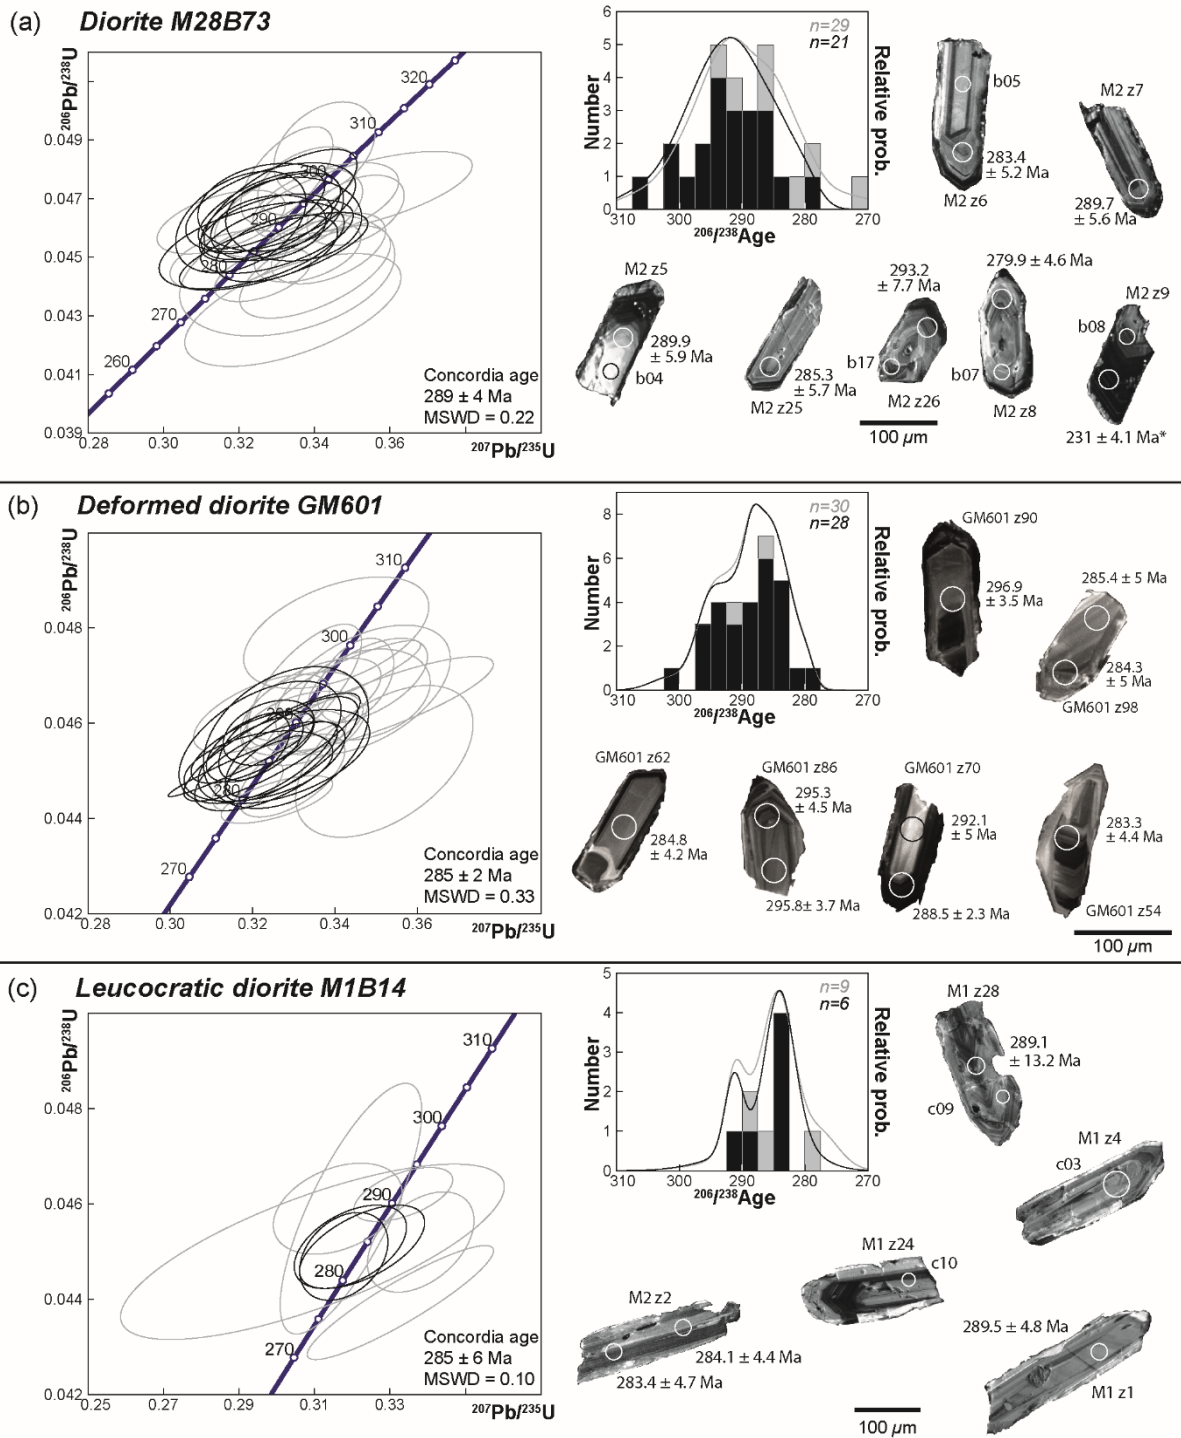 (a) Diorite M28B73
206Pb/238U
0.049
0.047
0.045
0.043
0.041
0.039
0.28
0.30
0.32
0.34
0.36
207Pb/235U
260
270
280
290
300
310
320
Concordia age
289 ± 4 Ma
MSWD = 0.22
n=29
n=21
Number
6
5
4
3
2
1
0
310
300
290
280
270
206/238Age
Relative prob.
b05
283.4
± 5.2 Ma
M2 z6
M2 z7
289.7
± 5.6 Ma
M2 z5
289.9
± 5.9 Ma
b04
285.3
± 5.7 Ma
M2 z25
293.2
± 7.7 Ma
b17
M2 z26
279.9 ± 4.6 Ma
b07
M2 z8
M2 z9
b08
231 ± 4.1 Ma*
100 µm
(b) Deformed diorite GM601
206Pb/238U
0.048
0.046
0.044
0.042
0.28
0.30
0.32
0.34
0.36
207Pb/235U
270
280
290
300
310
Concordia age
285 ± 2 Ma
MSWD = 0.33
n=30
n=28
Number
8
6
4
2
0
310
300
290
280
270
206/238Age
Relative prob.
GM601 z90
296.9
± 3.5 Ma
285.4 ± 5 Ma
284.3
± 5 Ma
GM601 z98
GM601 z62
284.8
± 4.2 Ma
GM601 z86
295.3
± 4.5 Ma
295.8± 3.7 Ma
GM601 z70
292.1
± 5 Ma
288.5 ± 2.3 Ma
283.3
± 4.4 Ma
GM601 z54
100 µm
(c) Leucocratic diorite M1B14
206Pb/238U
0.048
0.046
0.044
0.042
0.25
0.27
0.29
0.31
0.33
207Pb/235U
270
280
290
300
310
Concordia age
285 ± 6 Ma
MSWD = 0.10
n=9
n=6
Number
5
4
3
2
1
0
310
300
290
280
270
206/238Age
Relative prob.
M1 z28
289.1
± 13.2 Ma
c09
M1 z4
c03
M1 z24
c10
M2 z2
284.1 ± 4.4 Ma
283.4 ± 4.7 Ma
289.5 ± 4.8 Ma
M1 z1
100 µm